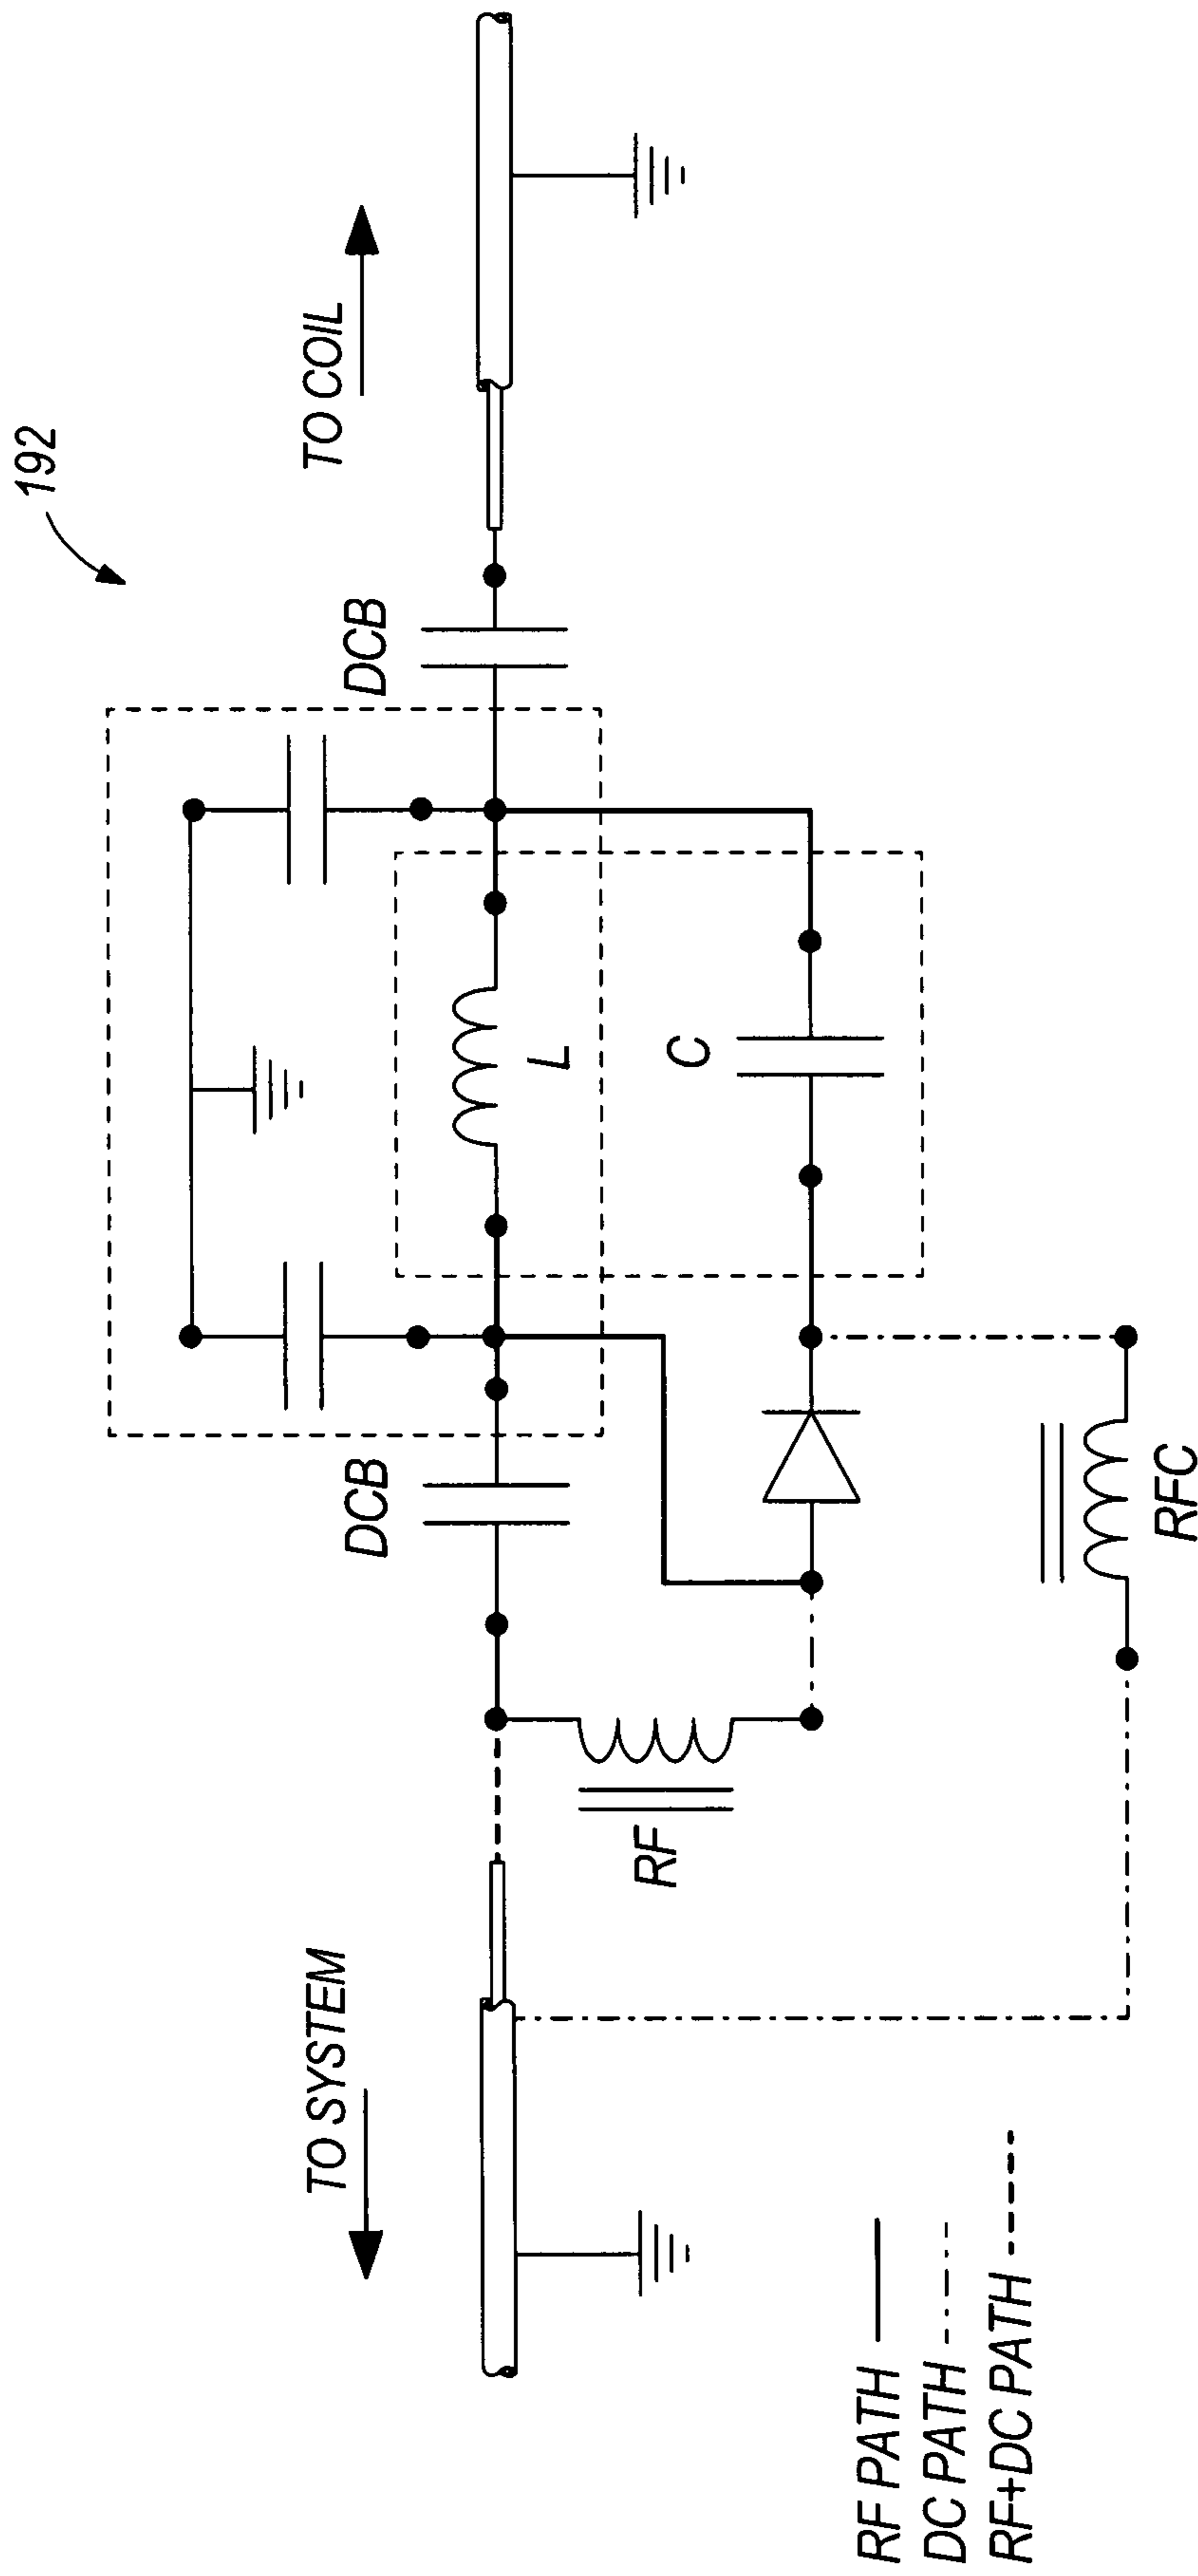 192
TO SYSTEM
TO COIL
DCB
DCB
L
C
RF
RFC
RF PATH
DC PATH
RF+DC PATH